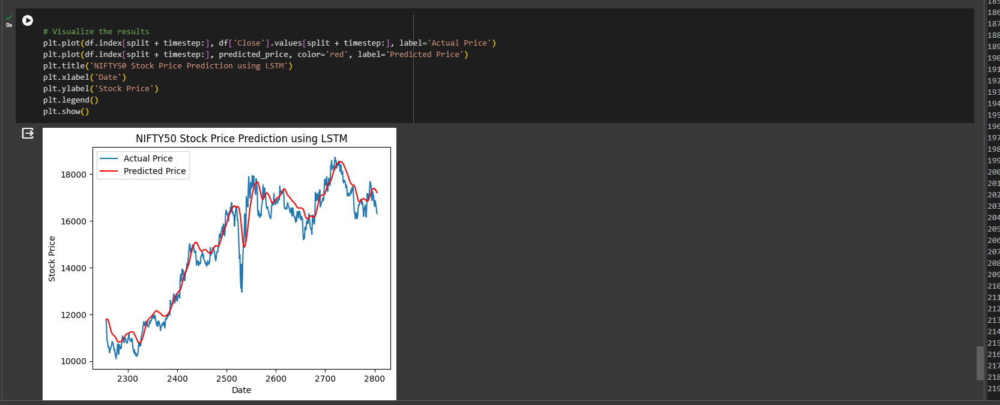 0s
# Visualize the results
plt.plot(df.index[split + timestep:], df['Close'].values[split + timestep:], label='Actual Price')
plt.plot(df.index[split + timestep:], predicted_price, color='red', label='Predicted Price')
plt.title('NIFTY50 Stock Price Prediction using LSTM')
plt.xlabel('Date')
plt.ylabel('Stock Price')
plt.legend()
plt.show()
NIFTY50 Stock Price Prediction using LSTM
Actual Price
Predicted Price
18000
16000
14000
12000
10000
Stock Price
2300 2400 2500 2600 2700 2800
Date
185
186
187
188
189
190
191
192
193
194
195
196
197
198
199
200
201
202
203
204
205
206
207
208
209
210
211
212
213
214
215
216
217
218
219